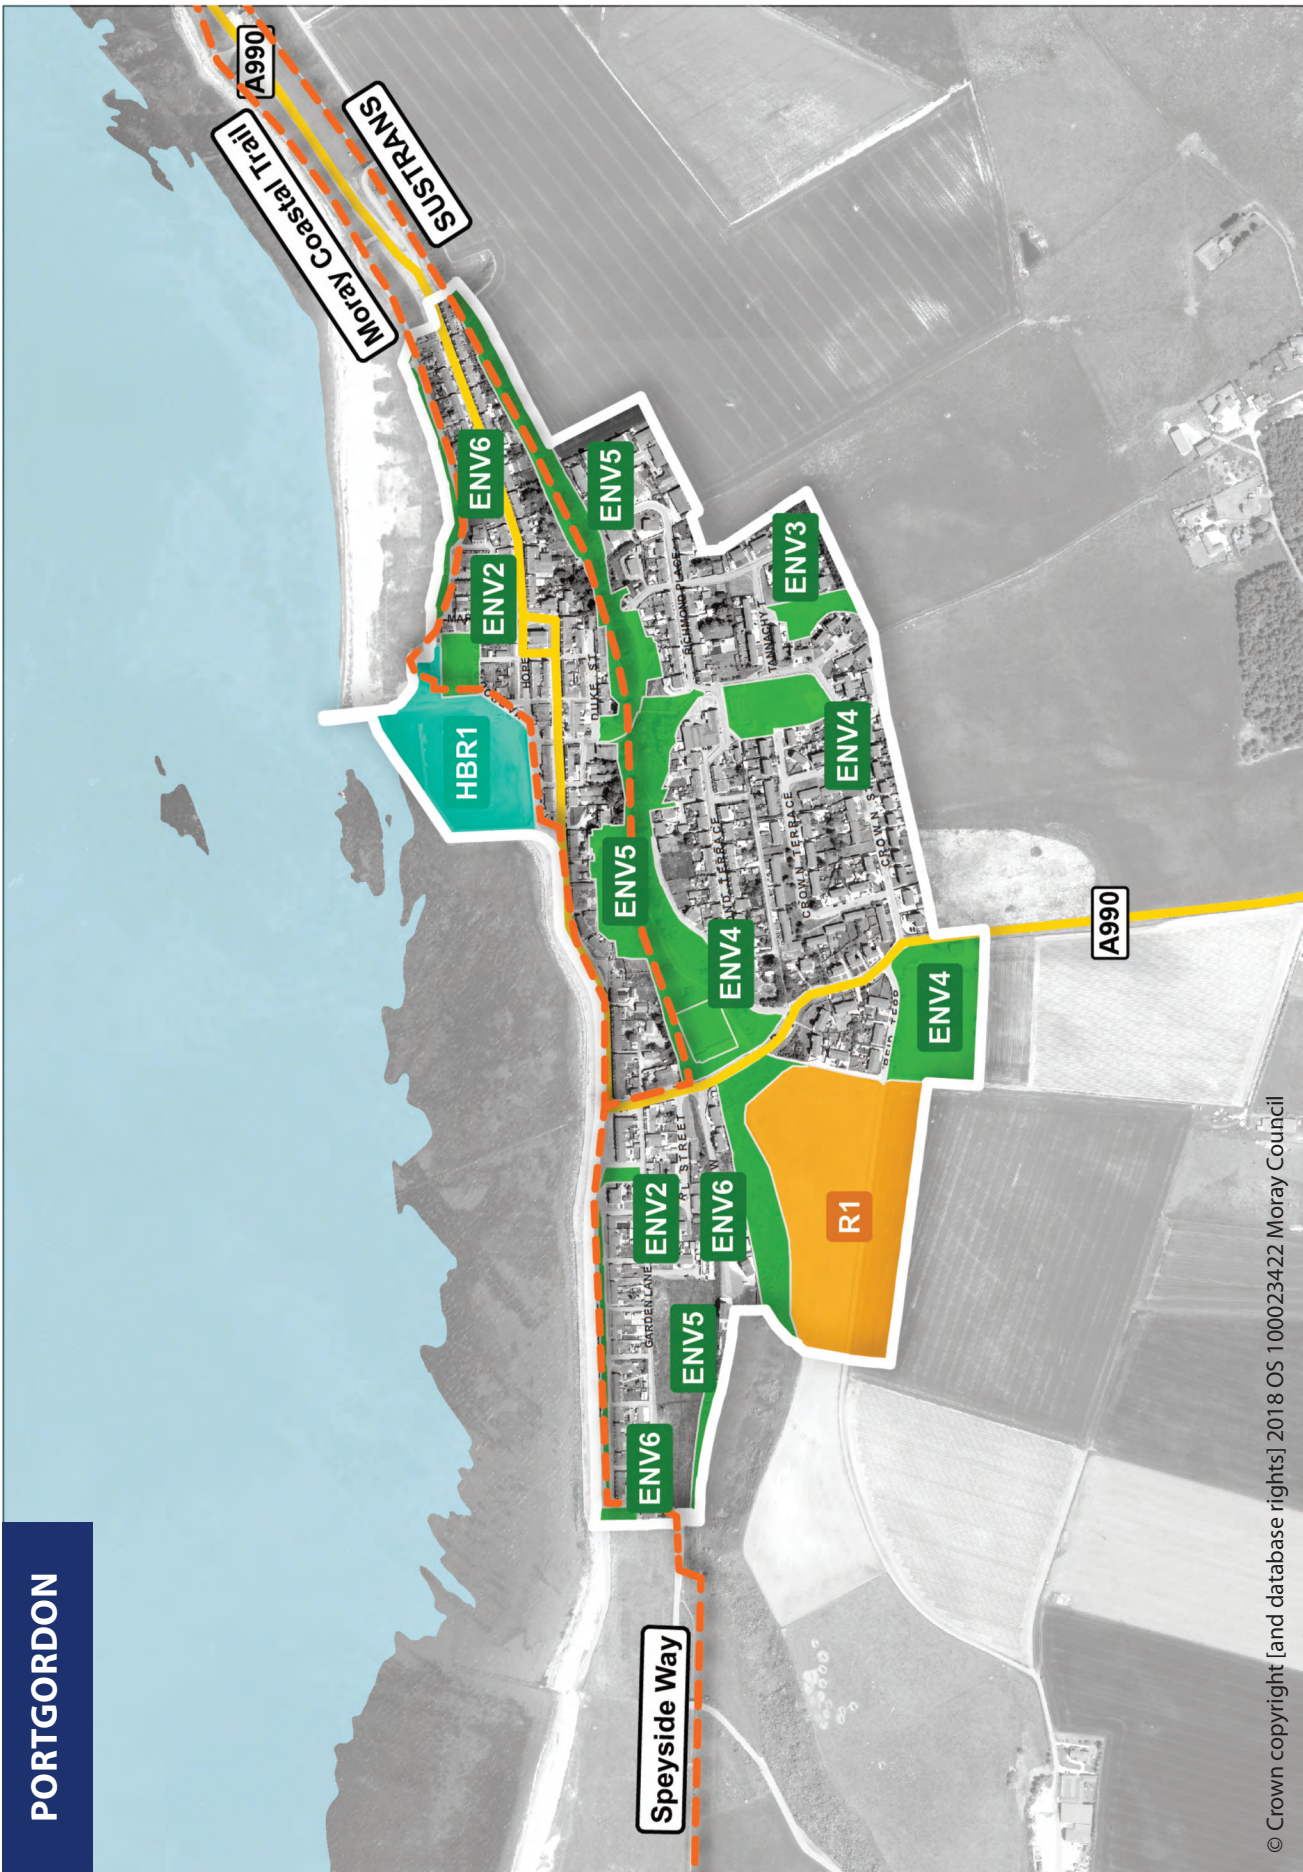 PORTGORDON
A990
Moray Coastal Trail
SUSTRANS
ENV6
ENV5
ENV2
ENV3
HOPE
DUKE ST
RICHMOND PLACE
TANNACHY
HBR1
ENV4
ENV5
CROWN TERRACE
CROWN S
ENV4
A990
ENV4
ENV2
STREET
ENV6
R1
GARDEN LANE
ENV5
ENV6
Speyside Way
© Crown copyright [and database rights] 2018 OS 100023422 Moray Council